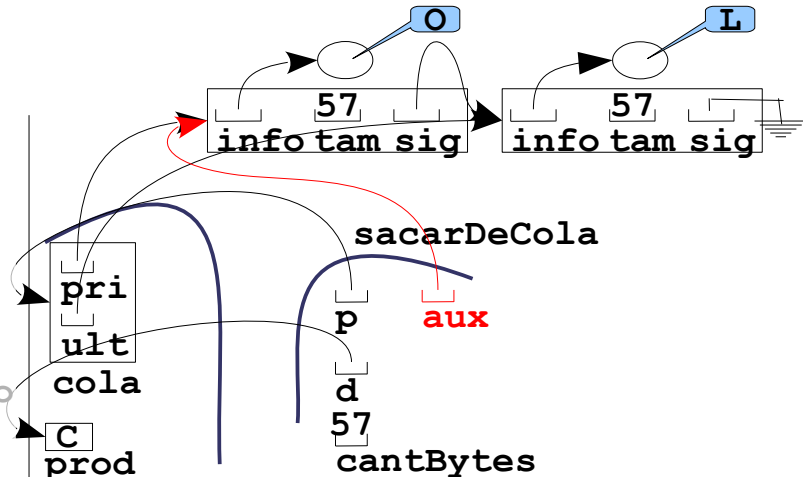 O
L
57
57
info tam sig
info tam sig
sacarDeCola
pri
p
aux
ult
cola
d
57
C
prod
cantBytes